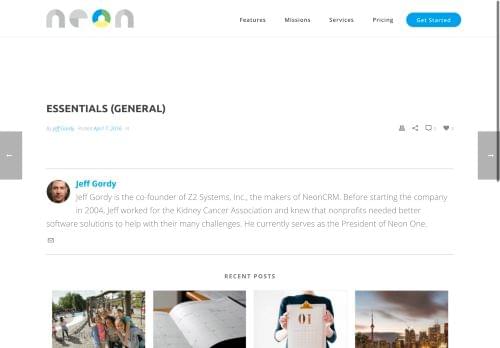 neon
Features Missions Services Pricing Get Started
ESSENTIALS (GENERAL)
By Jeff Gordy Posted April 7, 2016 In
0 0
Jeff Gordy
Jeff Gordy is the co-founder of Z2 Systems, Inc., the makers of NeonCRM. Before starting the company
in 2004, Jeff worked for the Kidney Cancer Association and knew that nonprofits needed better
software solutions to help with their many challenges. He currently serves as the President of Neon One.
RECENT POSTS
01